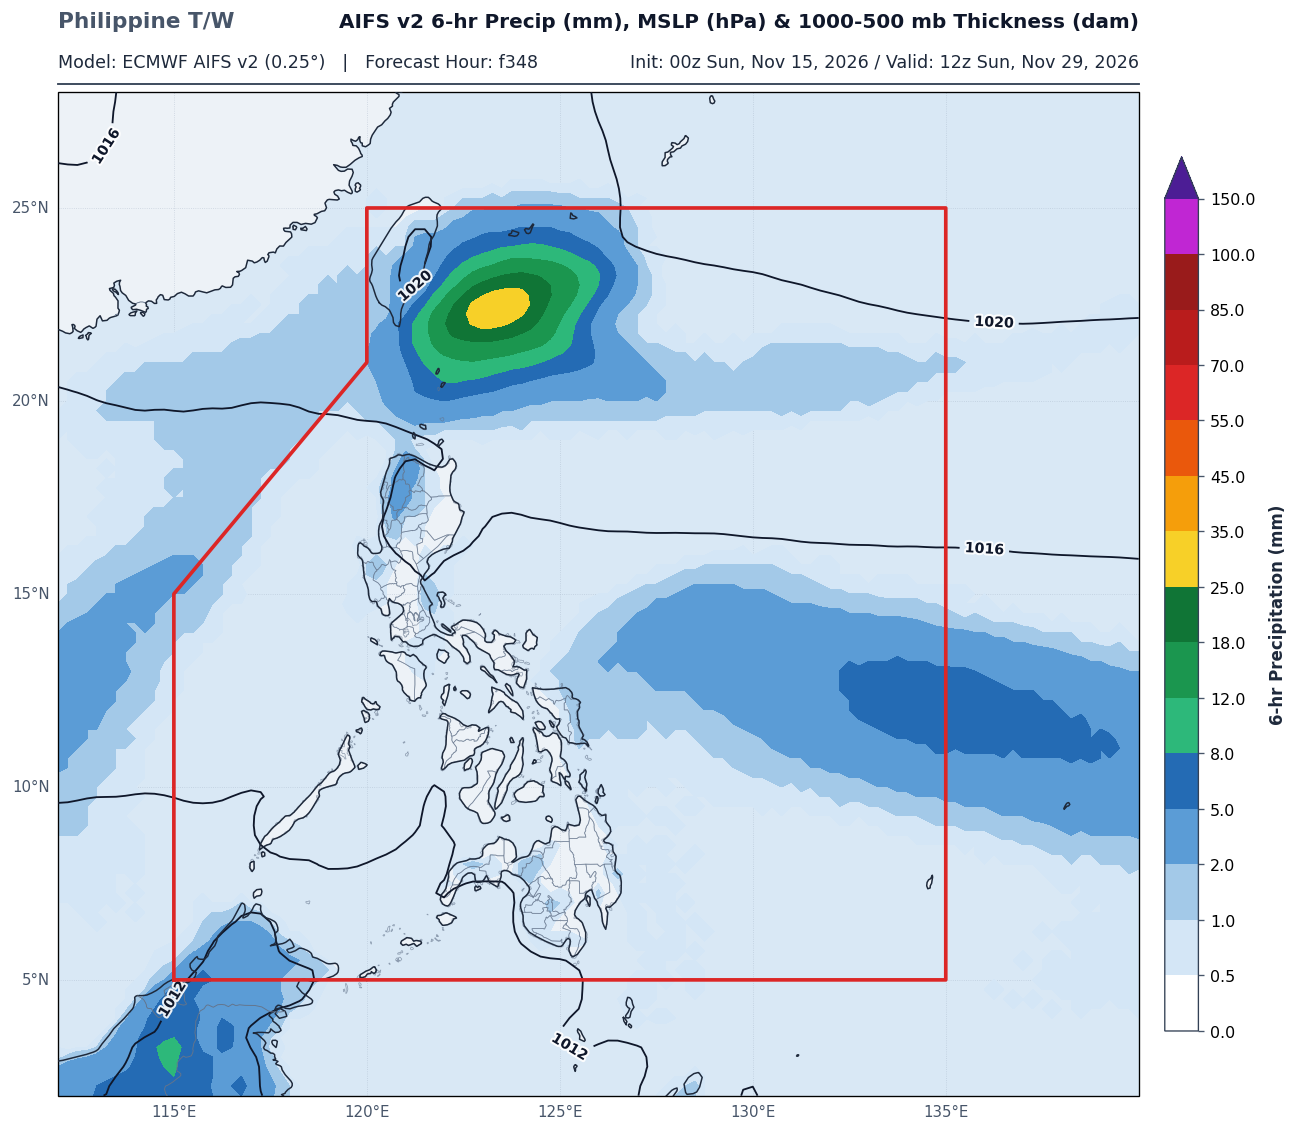 Philippine T/W
AIFS v2 6-hr Precip (mm), MSLP (hPa) & 1000-500 mb Thickness (dam)
Model: ECMWF AIFS v2 (0.25°) | Forecast Hour: f348
Init: 00z Sun, Nov 15, 2026 / Valid: 12z Sun, Nov 29, 2026
1016
25°N
1020
1020
20°N
1016
15°N
10°N
5°N
1012
1012
115°E
120°E
125°E
130°E
135°E
150.0
100.0
85.0
70.0
55.0
45.0
35.0
25.0
18.0
12.0
8.0
5.0
2.0
1.0
0.5
0.0
6-hr Precipitation (mm)